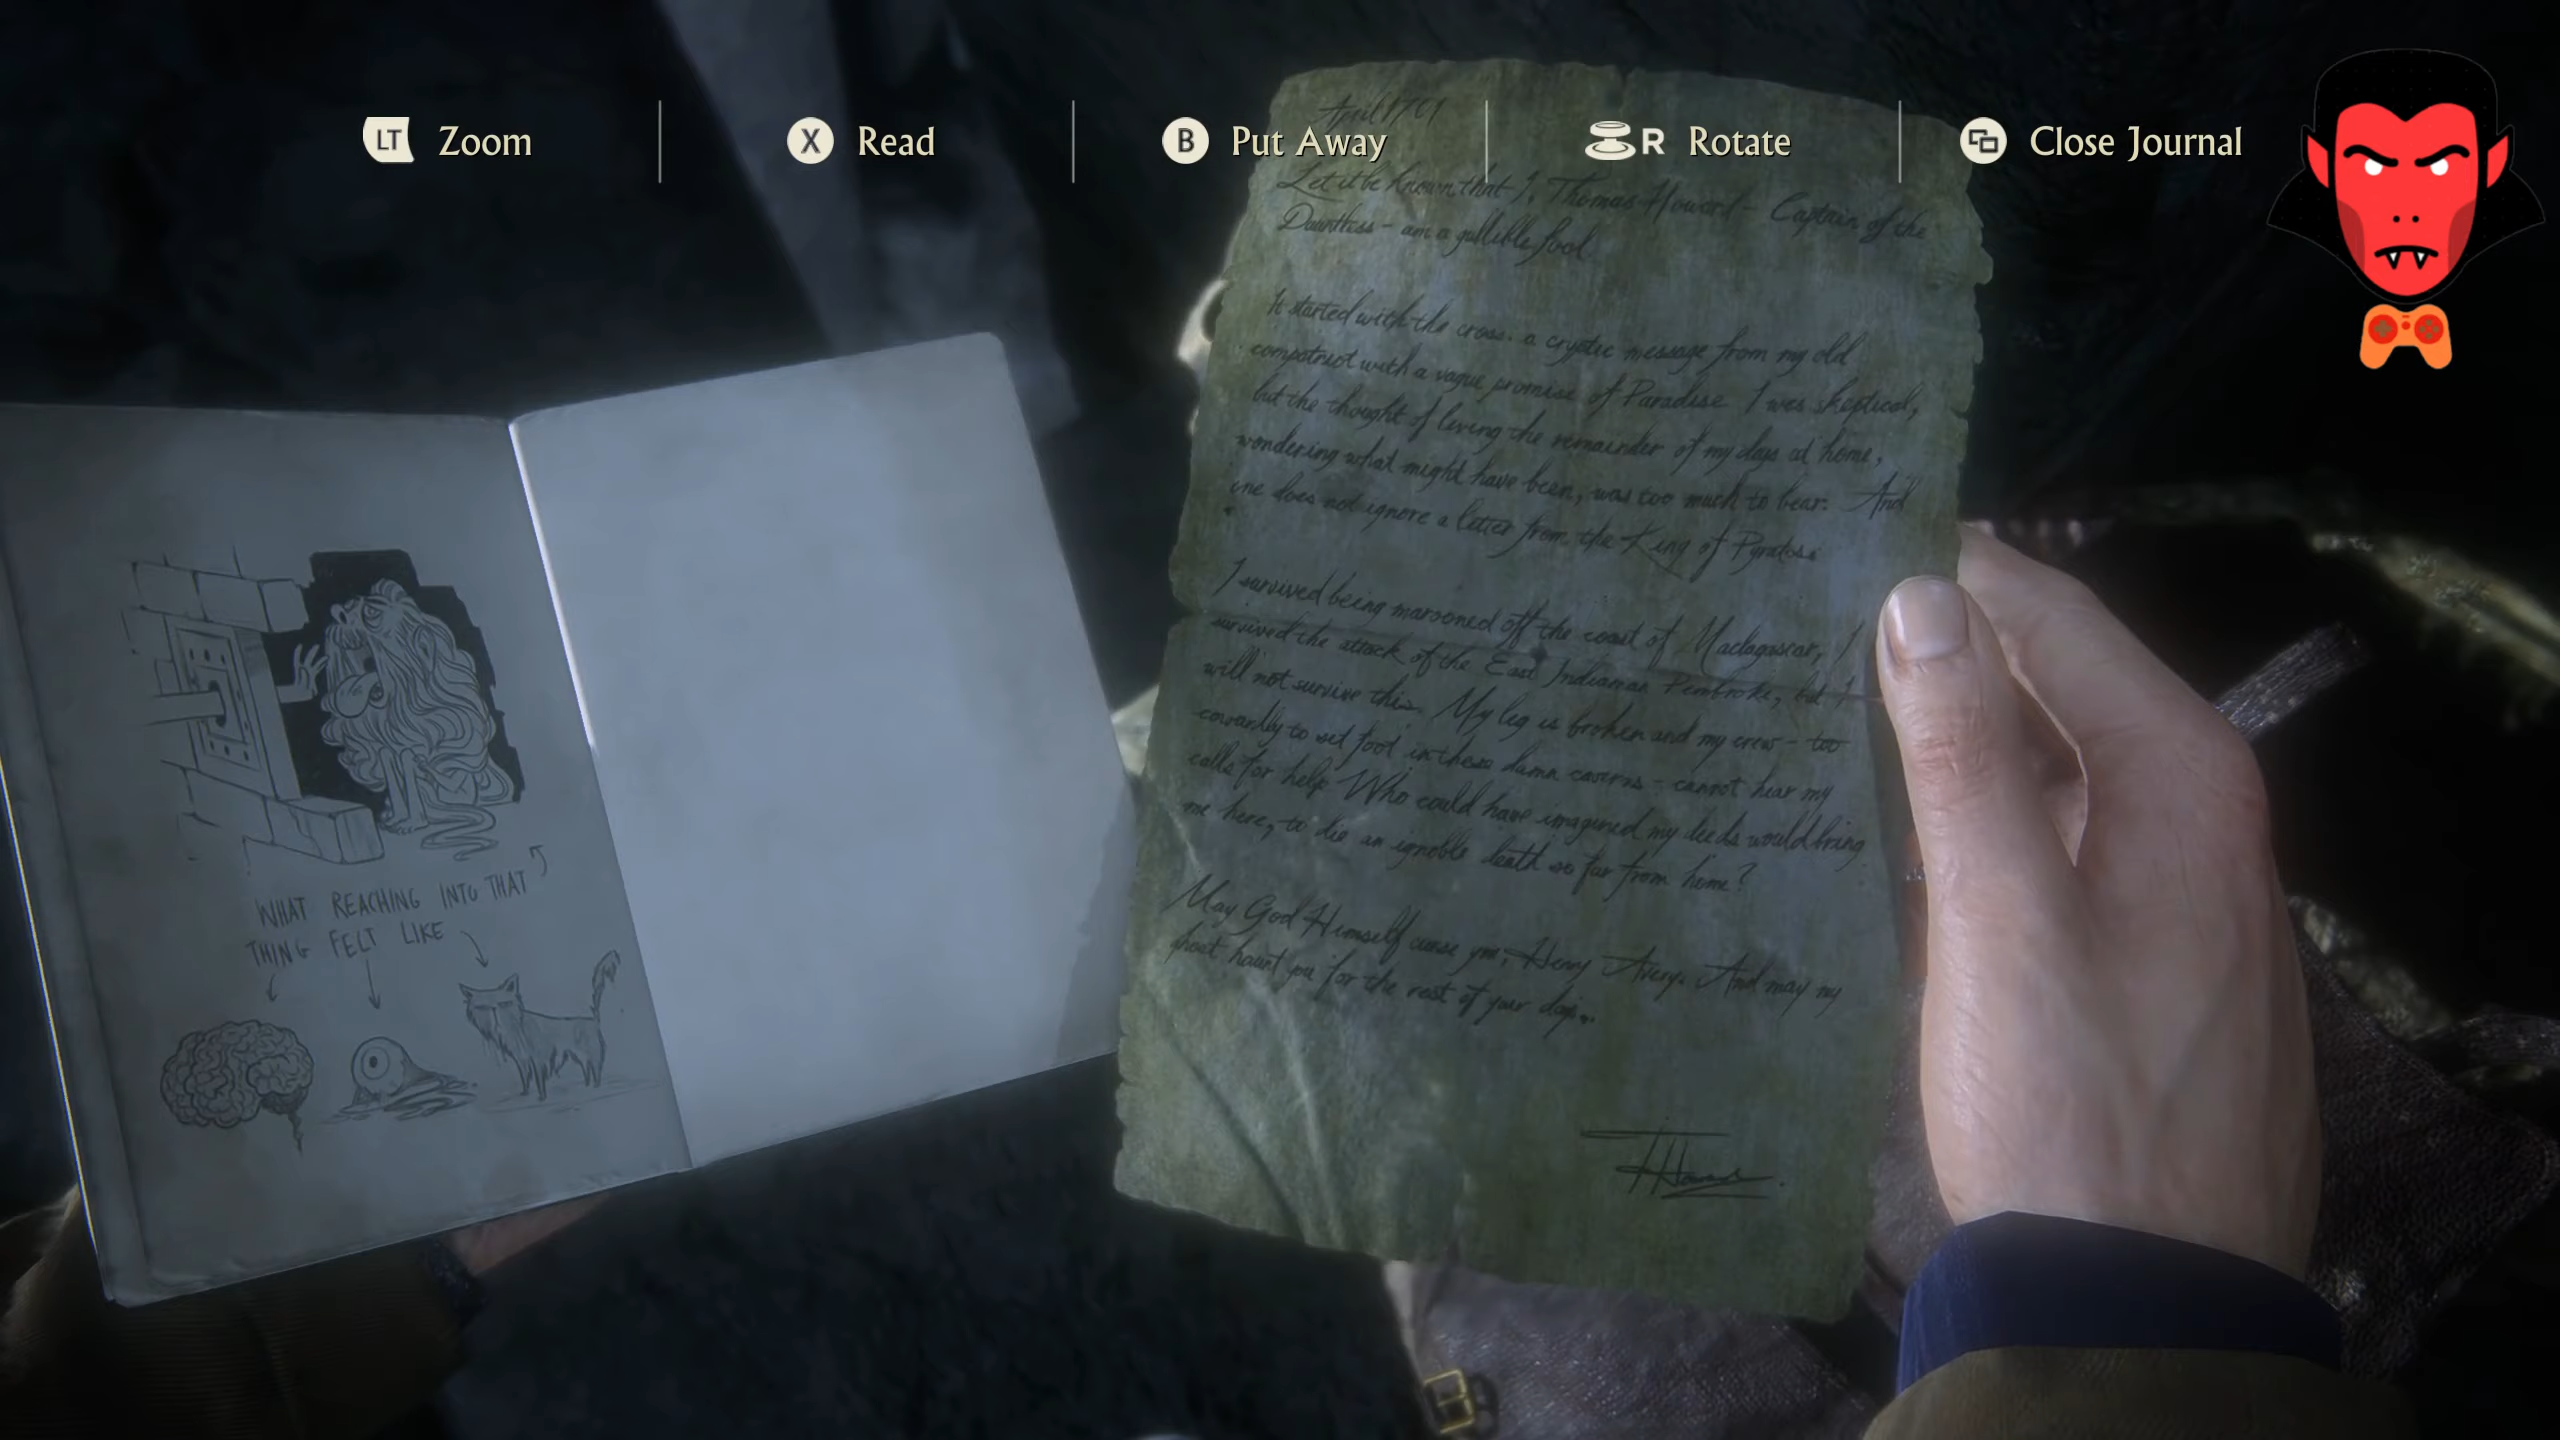 LT Zoom
X Read
B Put Away
R Rotate
Close Journal
April 1701
Let it be known that I, Thomas Howard - Captain of the
Dauntless - am a gullible fool.
It started with the cross. a cryptic message from my old
compatriot with a vague promise of Paradise. I was skeptical,
but the thought of living the remainder of my days at home,
wondering what might have been, was too much to bear. And
one does not ignore a letter from the King of Pyrates.
I survived being marooned off the coast of Madagascar, I
survived the attack of the East Indiaman Pembroke, but I
will not survive this. My leg is broken and my crew - too
cowardly to set foot in these damn caverns - cannot hear my
calls for help. Who could have imagined my deeds would bring
me here, to die an ignoble death so far from home?
May God Himself curse you, Henry Avery. And may my
ghost haunt you for the rest of your days.
THoward
WHAT REACHING INTO THAT
THING FELT LIKE